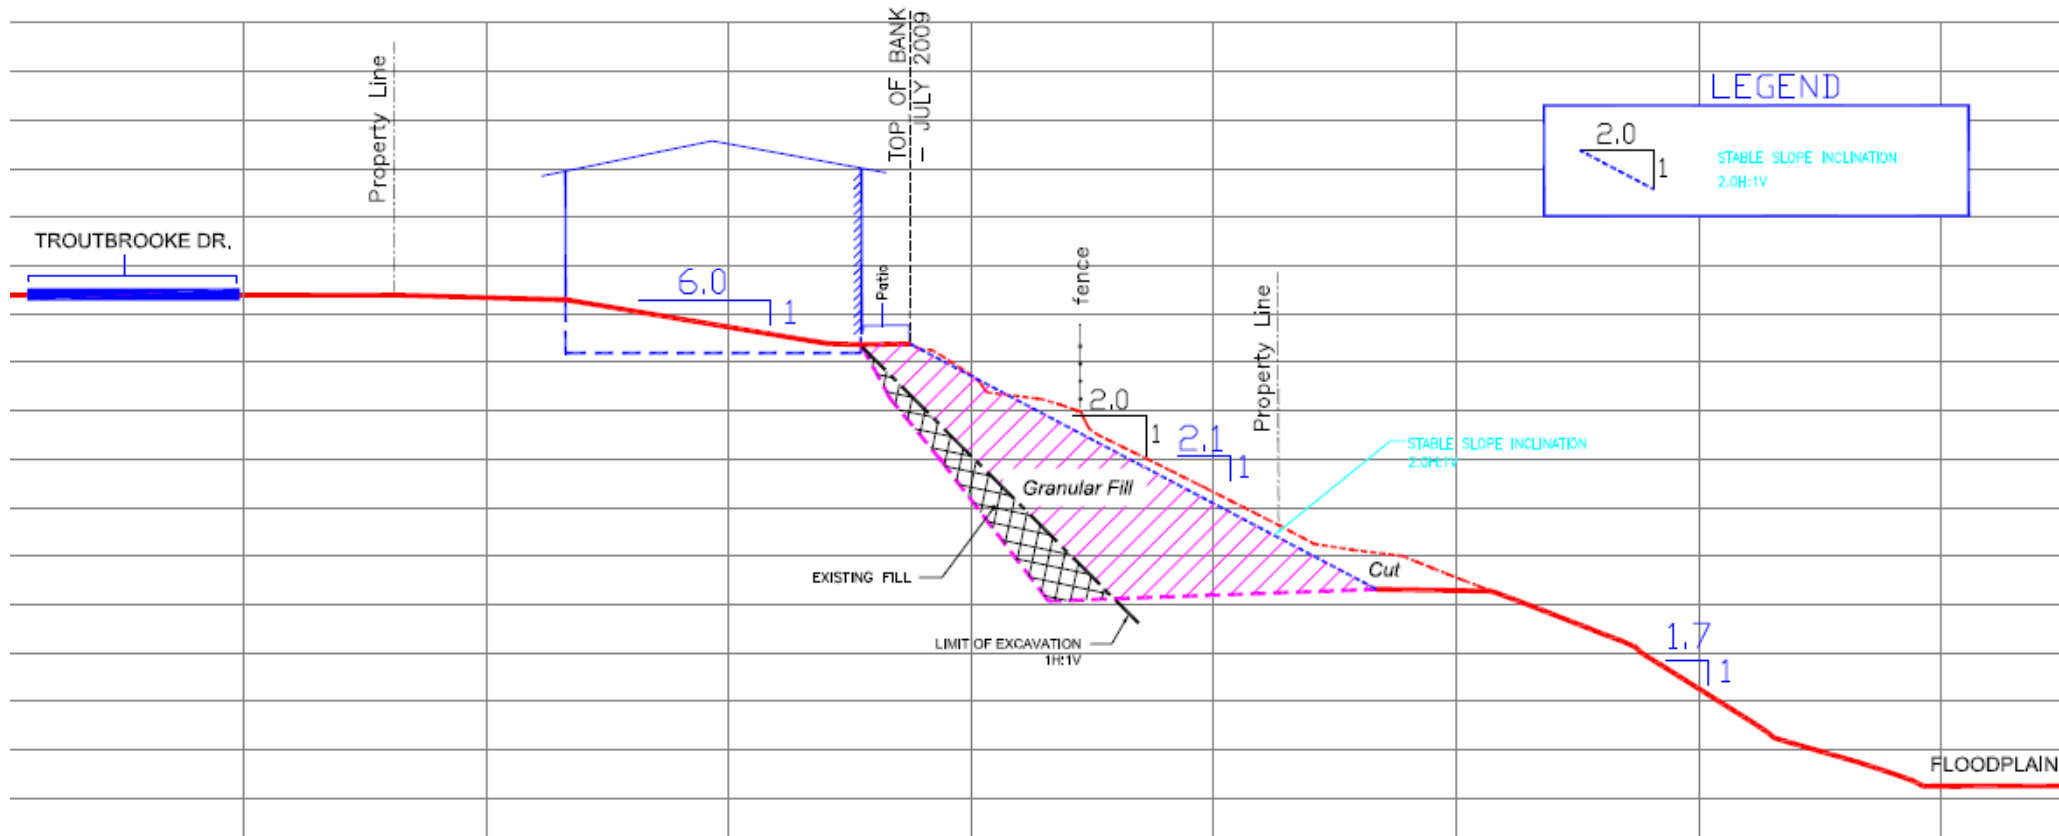 TOP OF BANK
- JULY 2009
Property Line
LEGEND
2.0
1
STABLE SLOPE INCLINATION
2.0H:1V
TROUTBROOKE DR.
6.0
1
Patio
fence
Property Line
2.0
1
2.1
1
STABLE SLOPE INCLINATION
2.0H:1V
Granular Fill
EXISTING FILL
Cut
LIMIT OF EXCAVATION
1H:1V
1.7
1
FLOODPLAIN